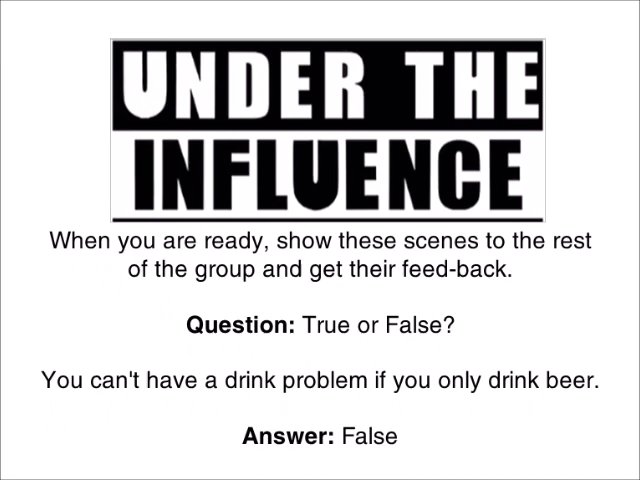 UNDER THE
INFLUENCE
When you are ready, show these scenes to the rest
of the group and get their feed-back.
Question: True or False?
You can't have a drink problem if you only drink beer.
Answer: False